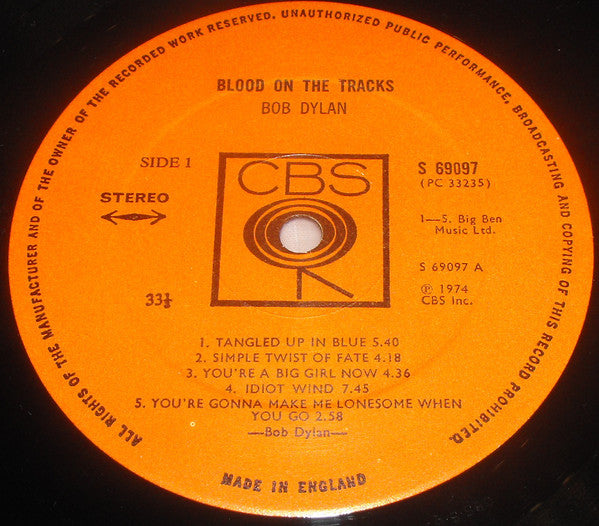 ALL RIGHTS OF THE MANUFACTURER AND OF THE OWNER OF THE RECORDED WORK RESERVED. UNAUTHORIZED PUBLIC PERFORMANCE, BROADCASTING AND COPYING OF THIS RECORD PROHIBITED.
BLOOD ON THE TRACKS
BOB DYLAN
SIDE 1
CBS
S 69097
(PC 33235)
STEREO
1—5. Big Ben
Music Ltd.
S 69097 A
33⅓
℗ 1974
CBS Inc.
1. TANGLED UP IN BLUE 5.40
2. SIMPLE TWIST OF FATE 4.18
3. YOU'RE A BIG GIRL NOW 4.36
4. IDIOT WIND 7.45
5. YOU'RE GONNA MAKE ME LONESOME WHEN
YOU GO 2.58
—Bob Dylan—
MADE IN ENGLAND